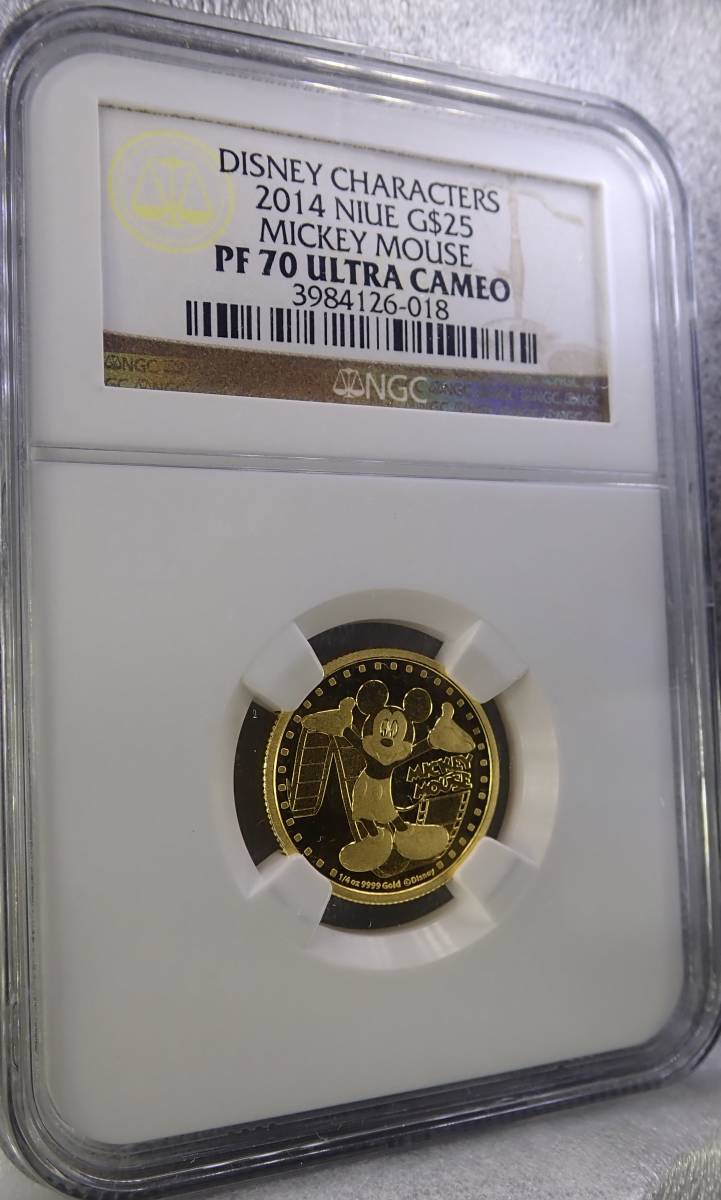 DISNEY CHARACTERS
2014 NIUE G$25
MICKEY MOUSE
PF 70 ULTRA CAMEO
3984126-018
NGC
MICKEY
MOUSE
1/4 oz 9999 Gold ©Disney